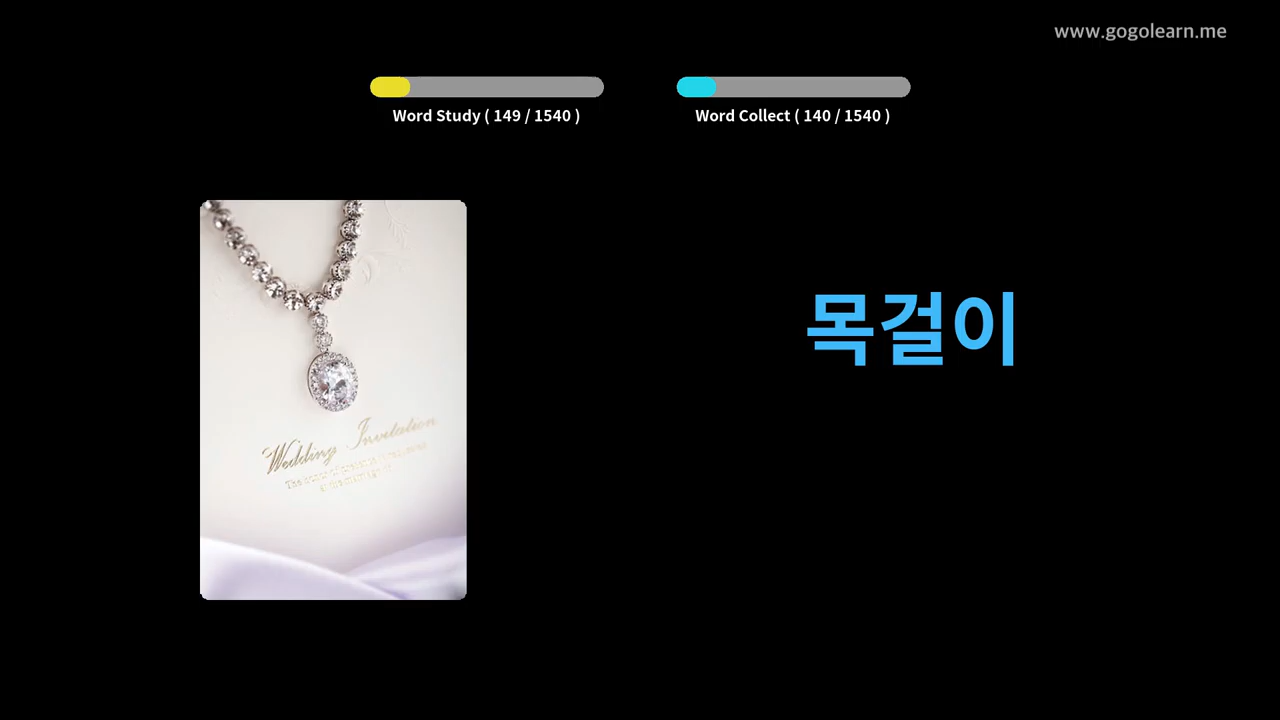 www.gogolearn.me
Word Study ( 149 / 1540 )
Word Collect ( 140 / 1540 )
목걸이
Wedding Invitation